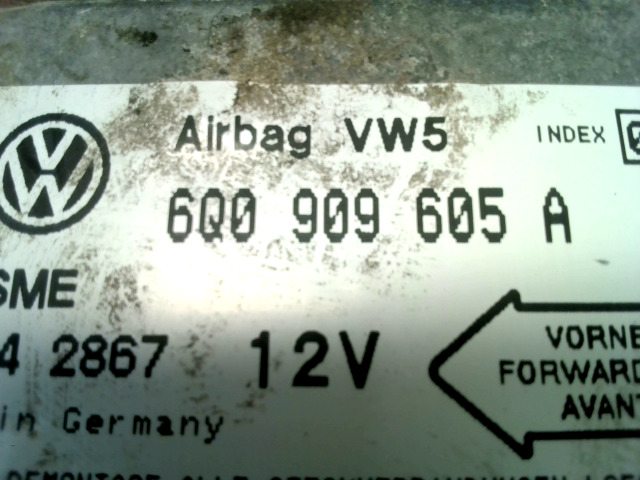 Airbag VW5 INDEX
6Q0 909 605 A
SME
4 2867 12V
VORNE
FORWARD
AVANT
in Germany